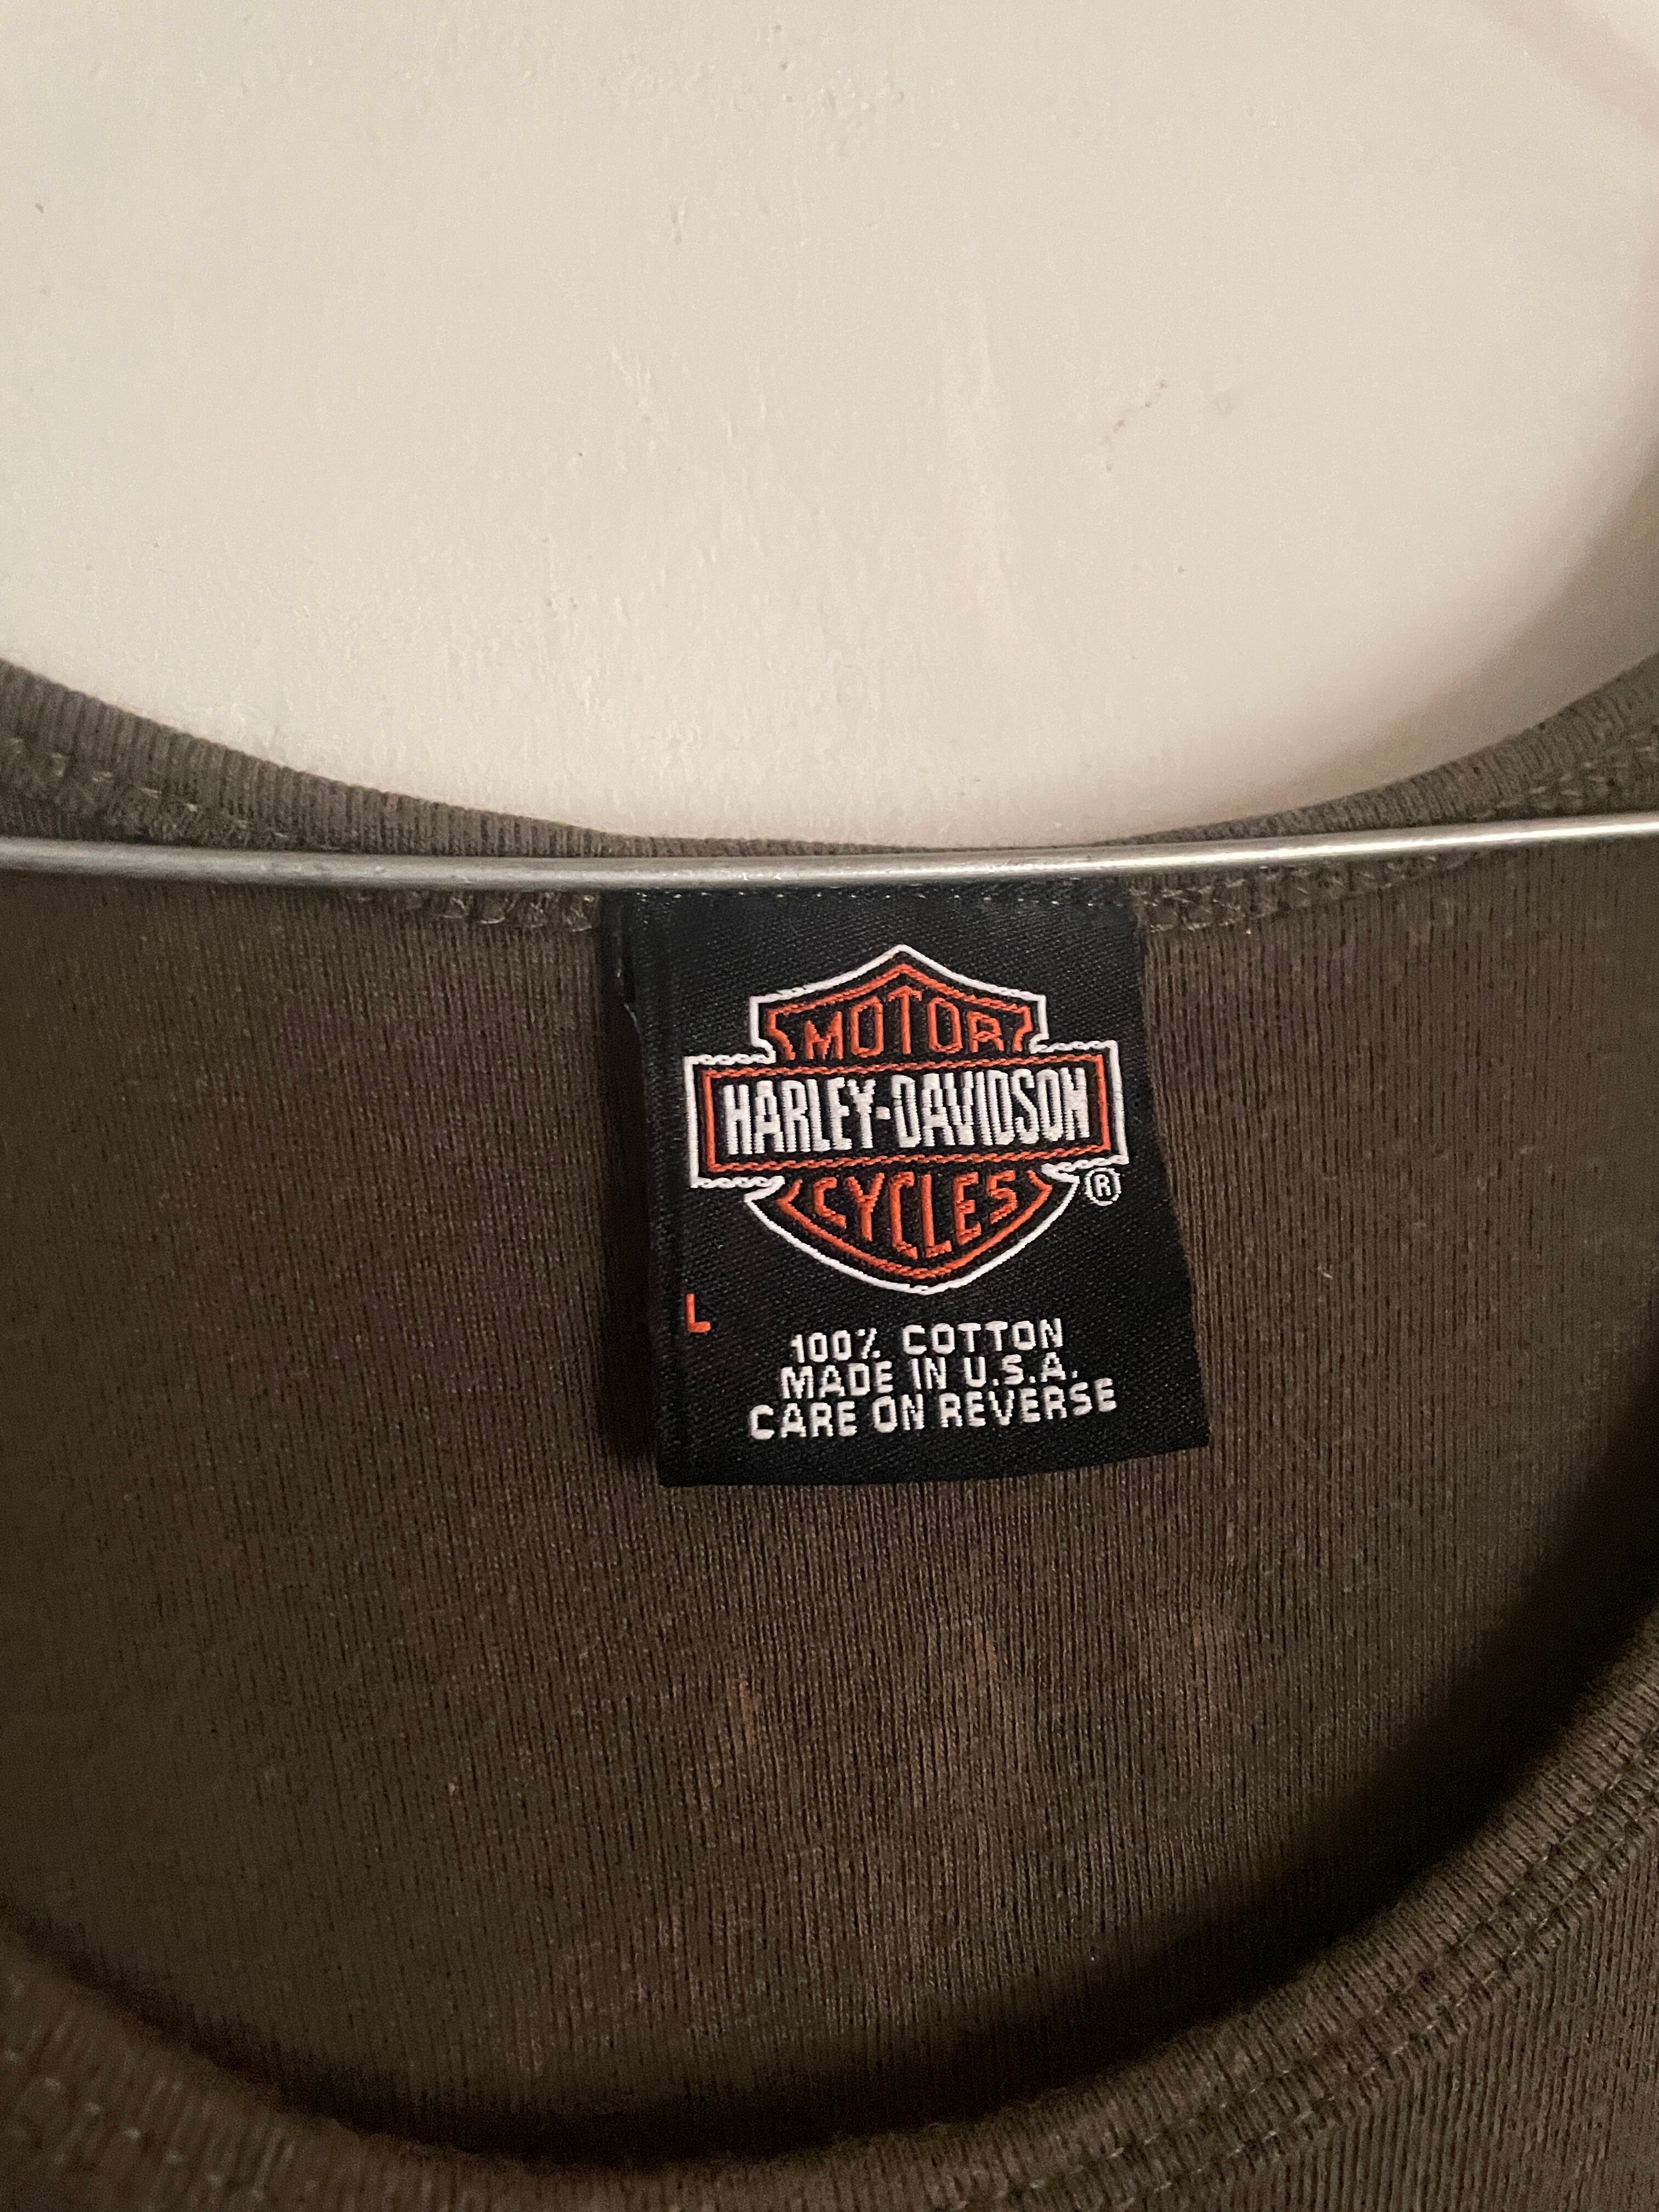 MOTOR
HARLEY-DAVIDSON
CYCLES
®
L
100% COTTON
MADE IN U.S.A.
CARE ON REVERSE